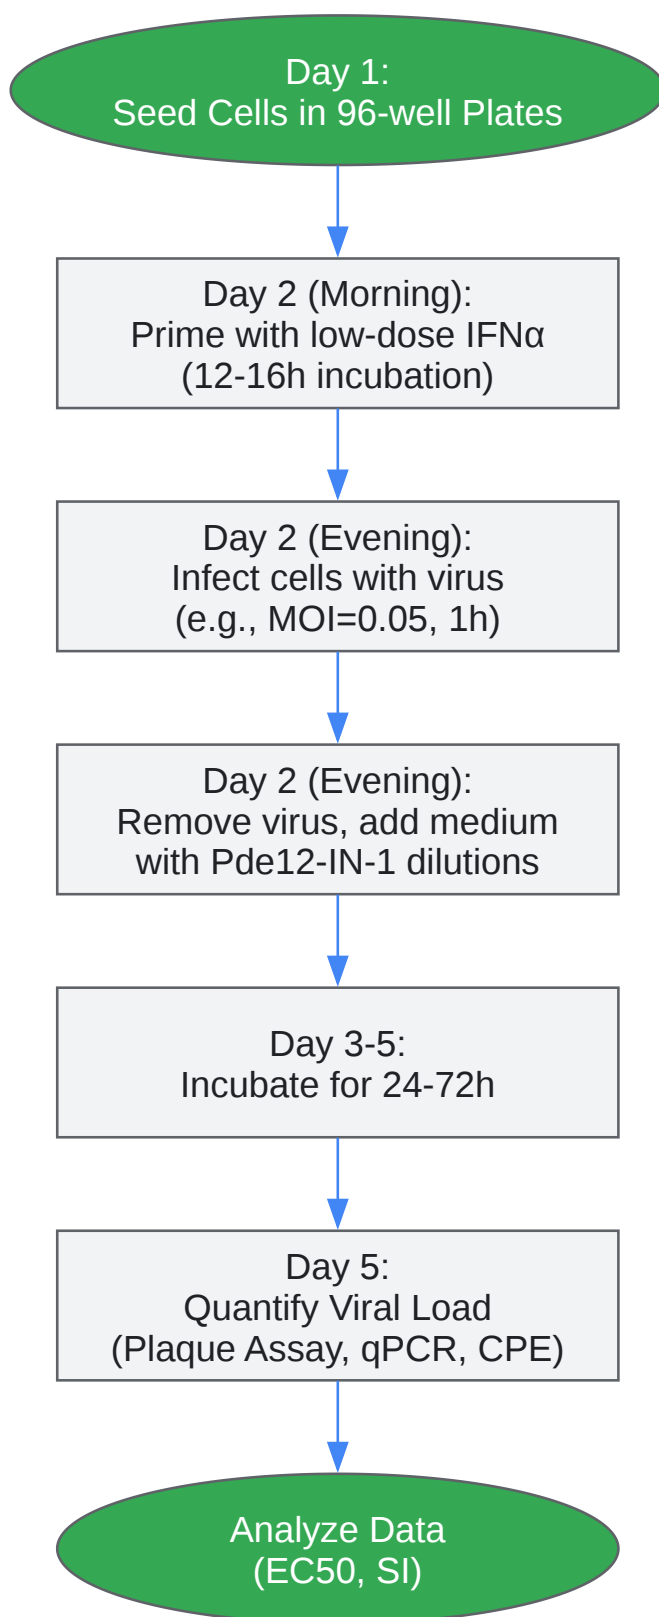 Day 1:
Seed Cells in 96-well Plates
Day 2 (Morning):
Prime with low-dose IFNα
(12-16h incubation)
Day 2 (Evening):
Infect cells with virus
(e.g., MOI=0.05, 1h)
Day 2 (Evening):
Remove virus, add medium
with Pde12-IN-1 dilutions
Day 3-5:
Incubate for 24-72h
Day 5:
Quantify Viral Load
(Plaque Assay, qPCR, CPE)
Analyze Data
(EC50, SI)